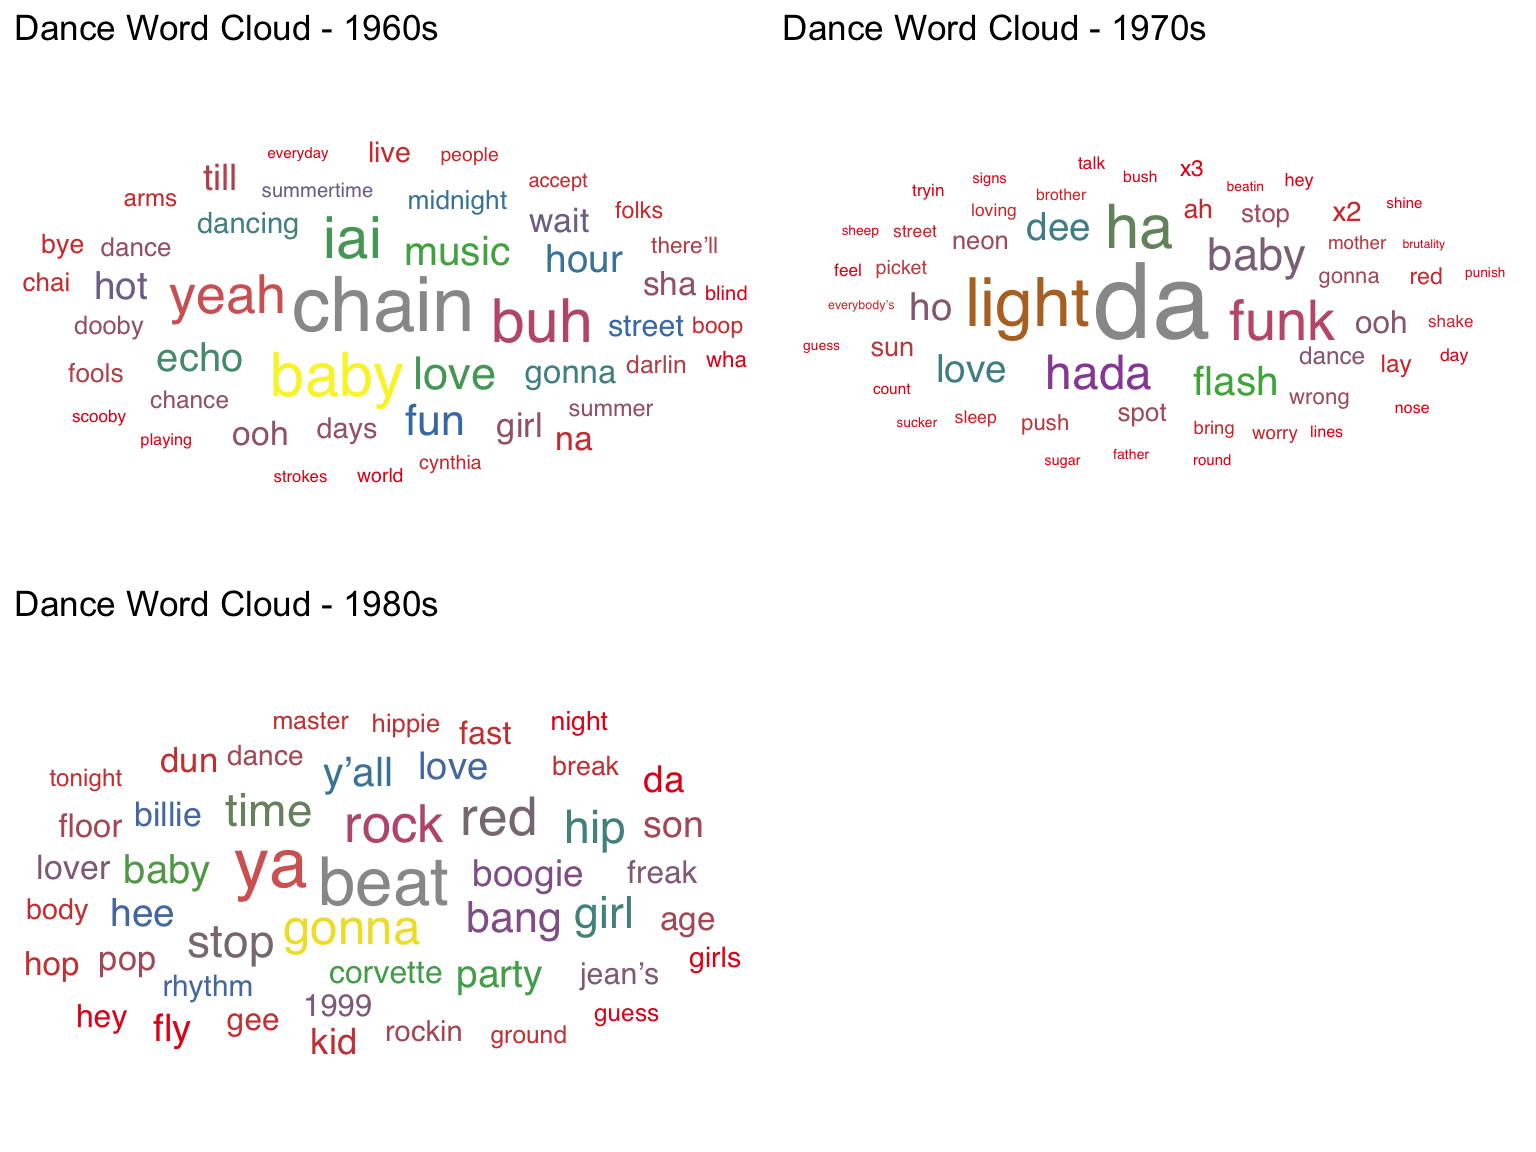 Dance Word Cloud - 1960s
everyday live people
till summertime accept
arms midnight folks
dancing iai wait
bye dance music hour there'll
chai hot yeah chain sha blind
dooby buh street boop
echo baby love gonna darlin wha
fools chance summer
scooby fun girl
playing ooh days na
strokes world cynthia
Dance Word Cloud - 1970s
talk bush x3
tryin signs brother beatin hey
loving dee ha ah stop x2 shine
sheep street neon baby mother brutality
feel picket gonna red punish
everybody's ho light da funk ooh shake
guess sun dance lay day
count love hada flash wrong
sucker sleep push spot nose
bring worry lines
sugar father round
Dance Word Cloud - 1980s
master hippie fast night
dun dance y'all love break
tonight da
floor billie time rock red hip son
lover baby ya beat boogie freak
body hee bang girl age
stop gonna
hop pop corvette party jean's girls
rhythm 1999
hey fly gee guess
kid rockin ground